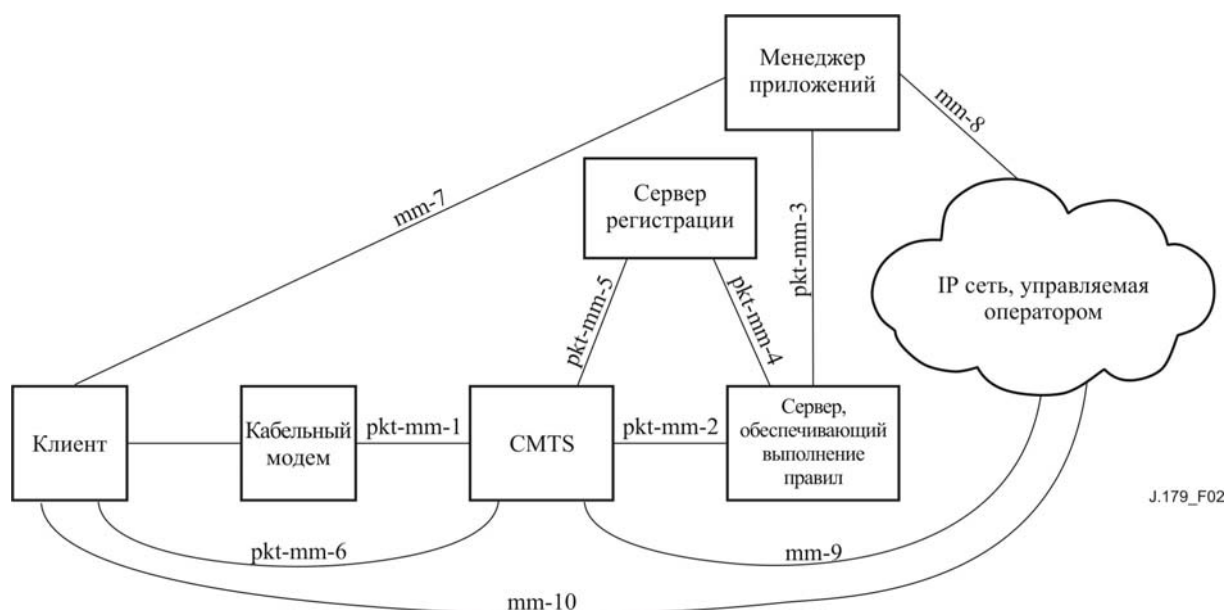 Менеджер
приложений
mm-8
mm-7
Сервер
регистрации
pkt-mm-3
IP сеть, управляемая
оператором
pkt-mm-5
pkt-mm-4
Клиент
Кабельный
модем
pkt-mm-1
CMTS
pkt-mm-2
Сервер,
обеспечивающий
выполнение
правил
J.179_F02
pkt-mm-6
mm-9
mm-10